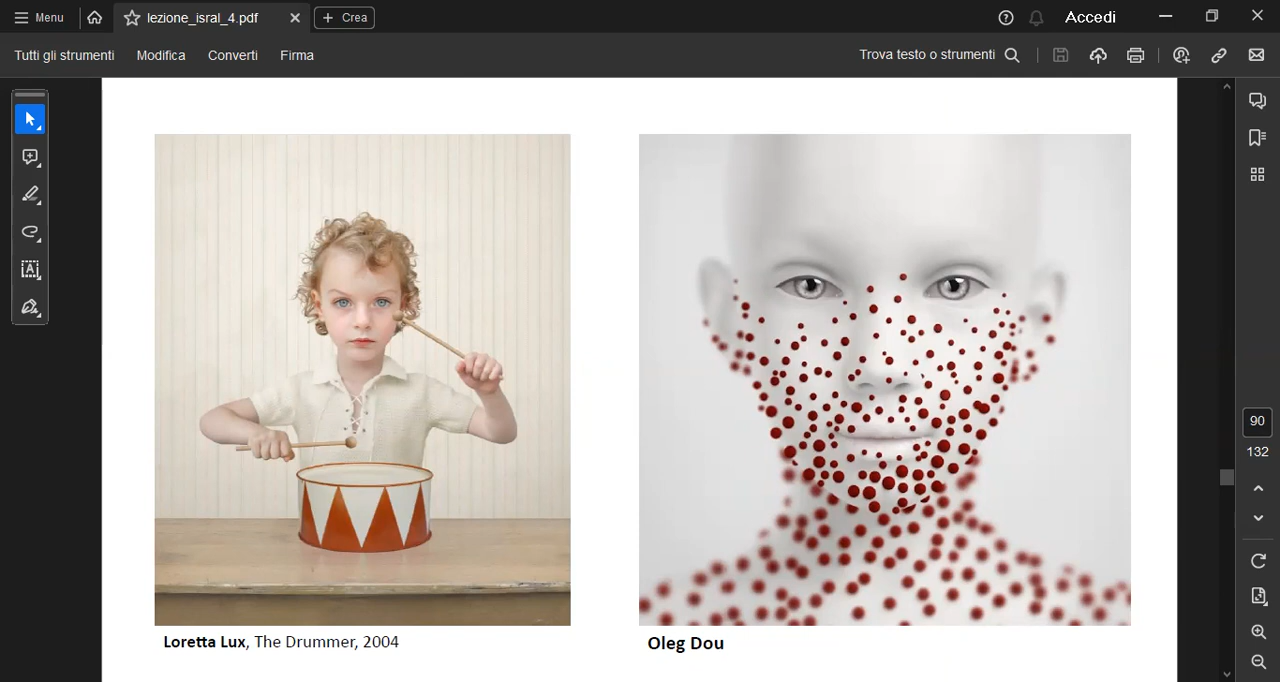 Menu
lezione_isral_4.pdf
Crea
Accedi
Tutti gli strumenti Modifica Converti Firma
Trova testo o strumenti
90
132
Loretta Lux, The Drummer, 2004
Oleg Dou